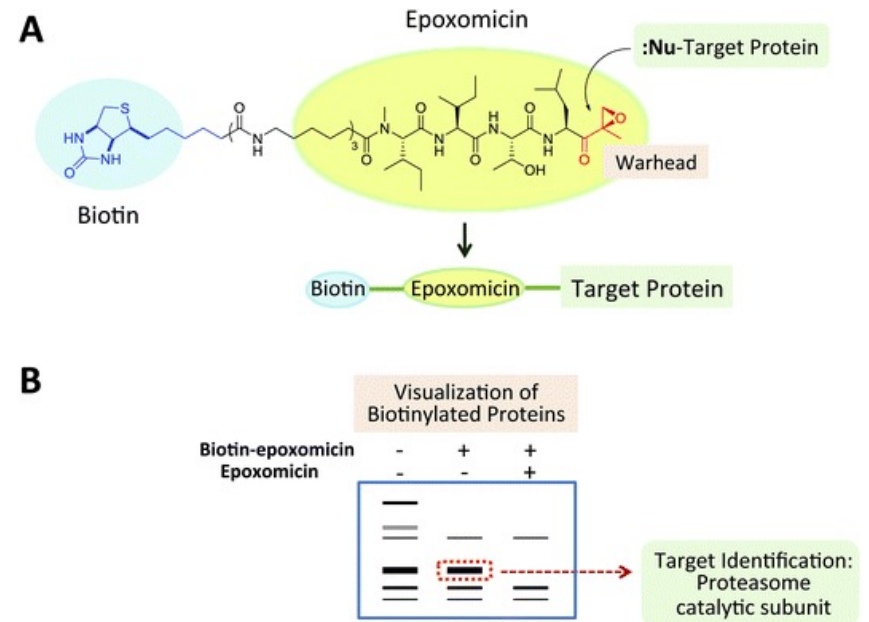 A
Epoxomicin
:Nu-Target Protein
S
O
HN
NH
O
N
H
3
O
N
O
N
H
H
N
O
OH
O
N
H
O
O
Warhead
Biotin
Biotin
Epoxomicin
Target Protein
B
Visualization of
Biotinylated Proteins
Biotin-epoxomicin - + +
Epoxomicin - - +
Target Identification:
Proteasome
catalytic subunit